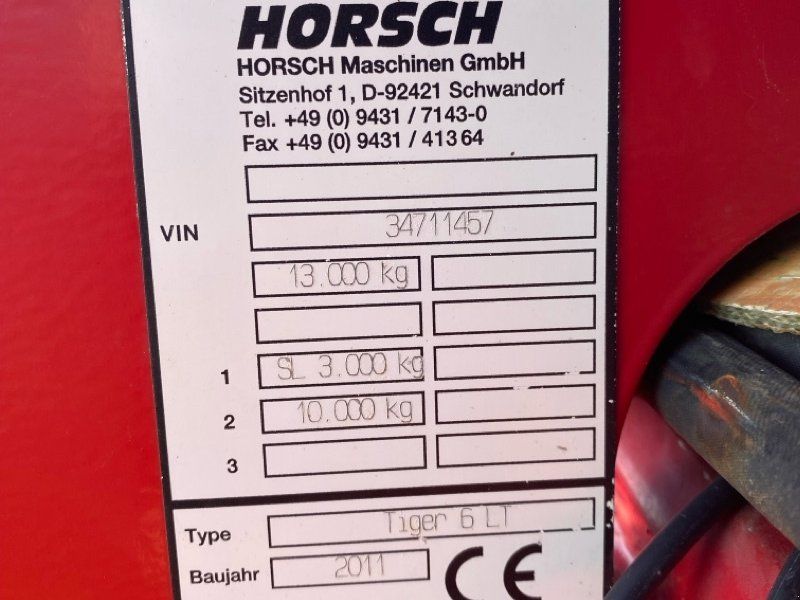 HORSCH
HORSCH Maschinen GmbH
Sitzenhof 1, D-92421 Schwandorf
Tel. +49 (0) 9431 / 7143-0
Fax +49 (0) 9431 / 413 64
VIN 34711457
13.000 kg
1 SL 3.000 kg
2 10.000 kg
3
Type Tiger 6 LT
Baujahr 2011 CE